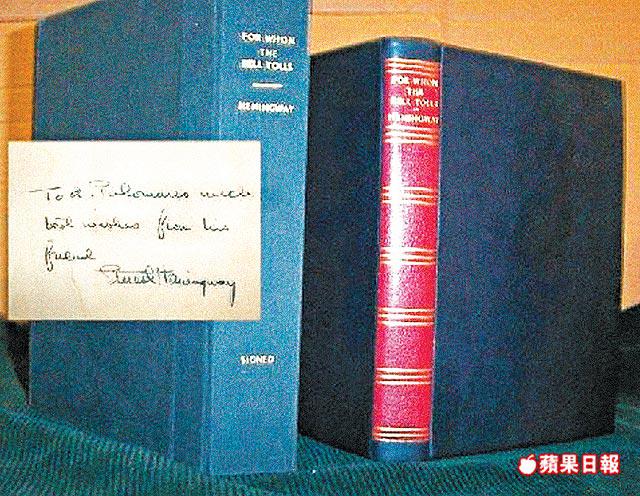 FOR WHOM
THE
BELL TOLLS
HEMINGWAY
SIGNED
To
with
best wishes from his
friend
Ernest Hemingway
FOR WHOM
THE
BELL TOLLS
HEMINGWAY
蘋果日報